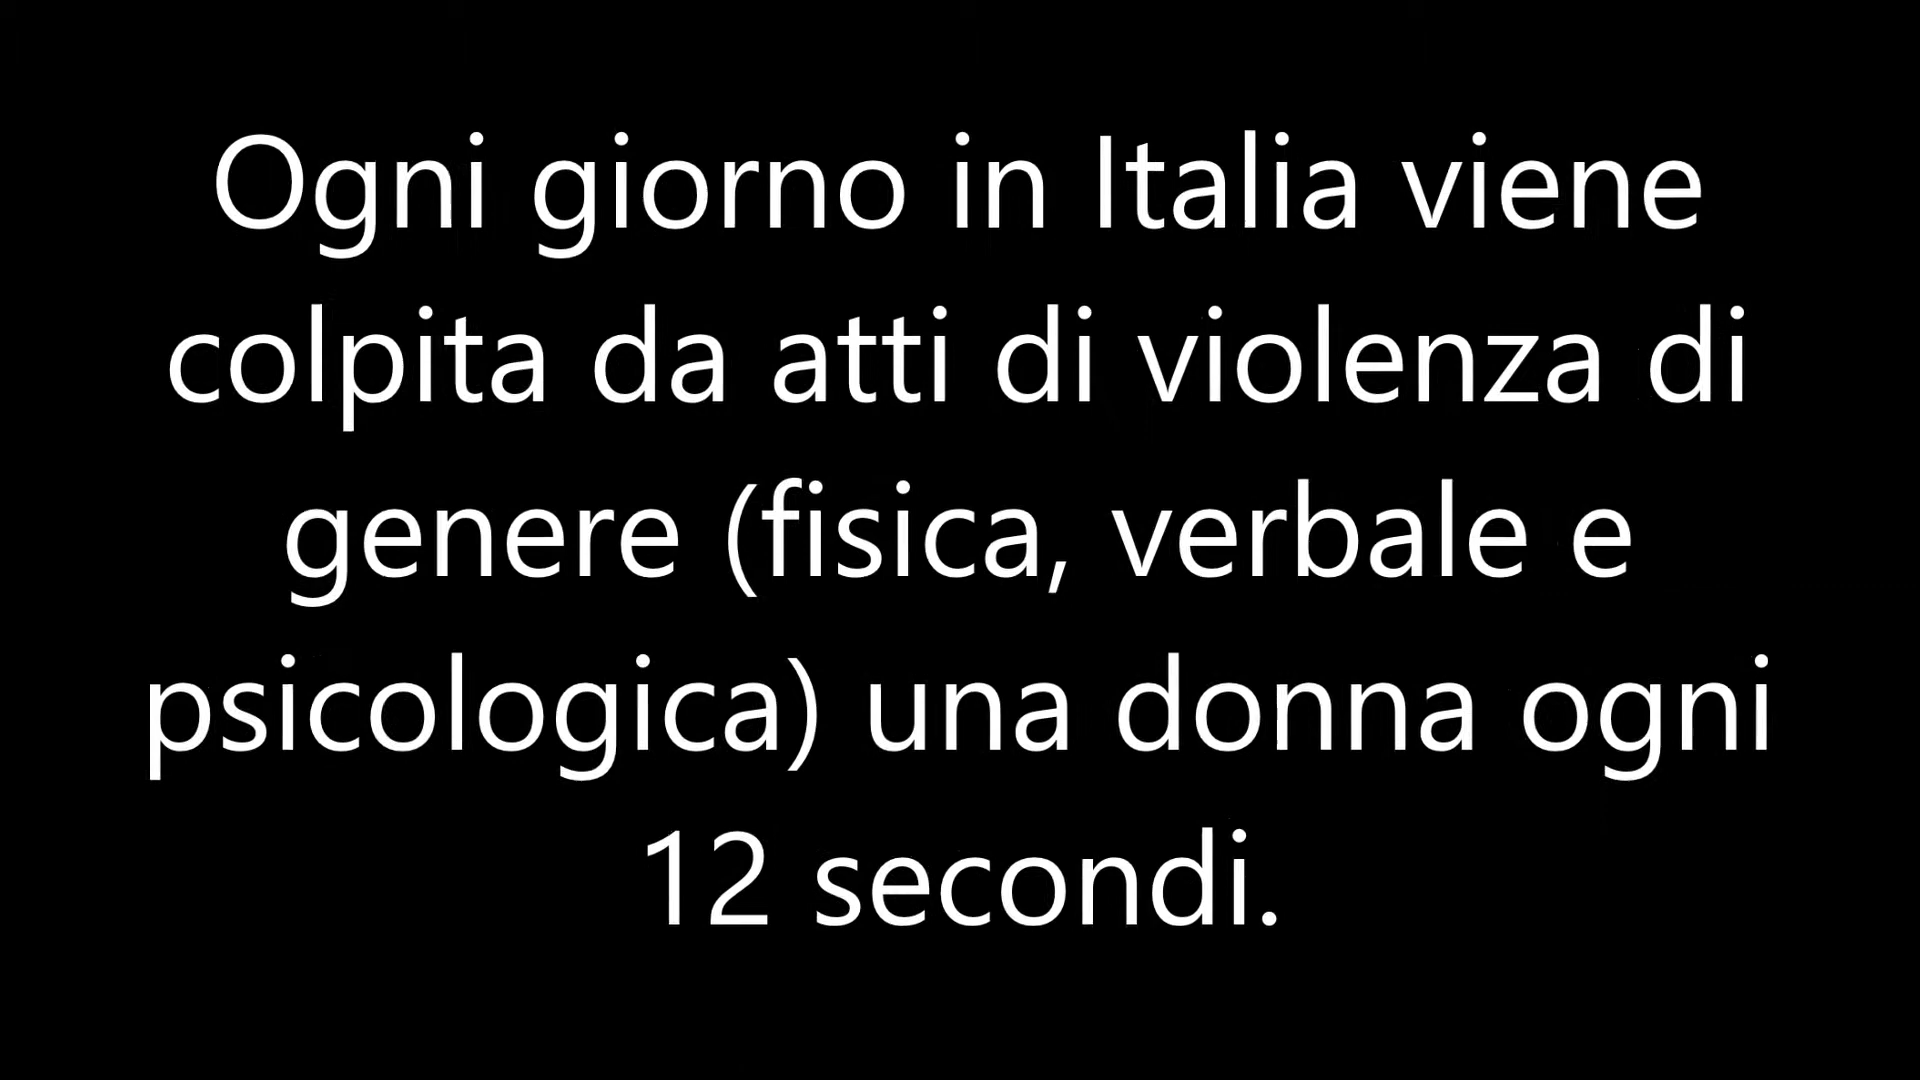 Ogni giorno in Italia viene
colpita da atti di violenza di
genere (fisica, verbale e
psicologica) una donna ogni
12 secondi.